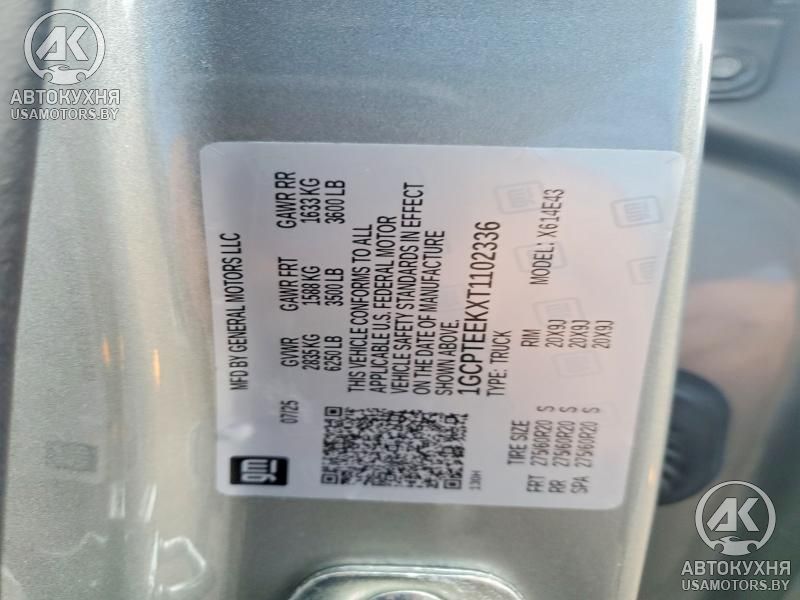 AK
АВТОКУХНЯ
USAMOTORS.BY
MFD BY GENERAL MOTORS LLC
07/25
GVWR GAWR FRT GAWR RR
2835 KG 1588 KG 1633 KG
6250 LB 3500 LB 3600 LB
THIS VEHICLE CONFORMS TO ALL
APPLICABLE U.S. FEDERAL MOTOR
VEHICLE SAFETY STANDARDS IN EFFECT
ON THE DATE OF MANUFACTURE
SHOWN ABOVE.
1GCPTEEKXT1102336
TYPE: TRUCK
MODEL: X614E43
TIRE SIZE RIM
FRT 275/60R20 S 20X9J
RR 275/60R20 S 20X9J
SPA 275/60R20 S 20X9J
gm
AK
АВТОКУХНЯ
USAMOTORS.BY